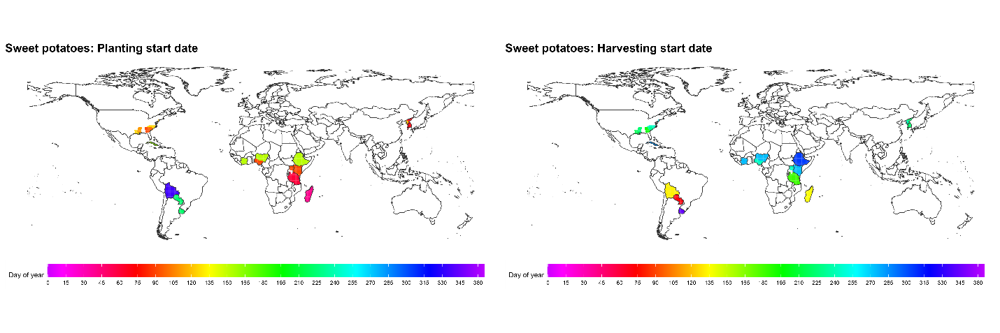 Sweet potatoes: Planting start date
Sweet potatoes: Harvesting start date
Day of year
0 15 30 45 60 75 90 105 120 135 150 165 180 195 210 225 240 255 270 285 300 315 330 345 360
Day of year
0 15 30 45 60 75 90 105 120 135 150 165 180 195 210 225 240 255 270 285 300 315 330 345 360